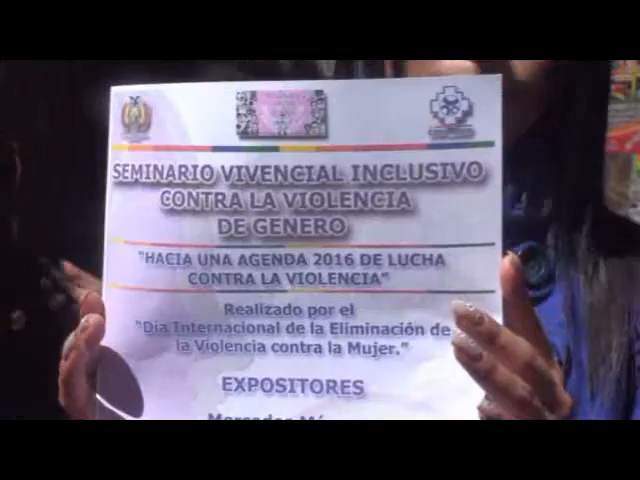 SEMINARIO VIVENCIAL INCLUSIVO
CONTRA LA VIOLENCIA
DE GENERO
"HACIA UNA AGENDA 2016 DE LUCHA
CONTRA LA VIOLENCIA"
Realizado por el
"Día Internacional de la Eliminación de
la Violencia contra la Mujer."
EXPOSITORES